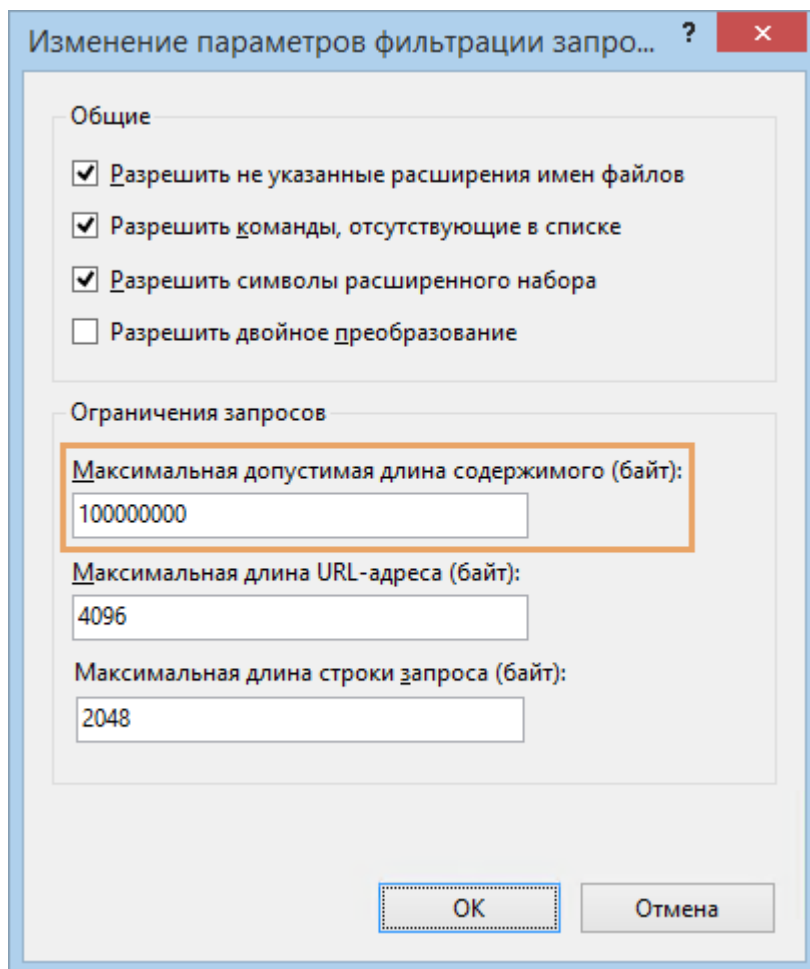 Изменение параметров фильтрации запро... ?
Общие
Разрешить не указанные расширения имен файлов
Разрешить команды, отсутствующие в списке
Разрешить символы расширенного набора
Разрешить двойное преобразование
Ограничения запросов
Максимальная допустимая длина содержимого (байт):
100000000
Максимальная длина URL-адреса (байт):
4096
Максимальная длина строки запроса (байт):
2048
ОК Отмена